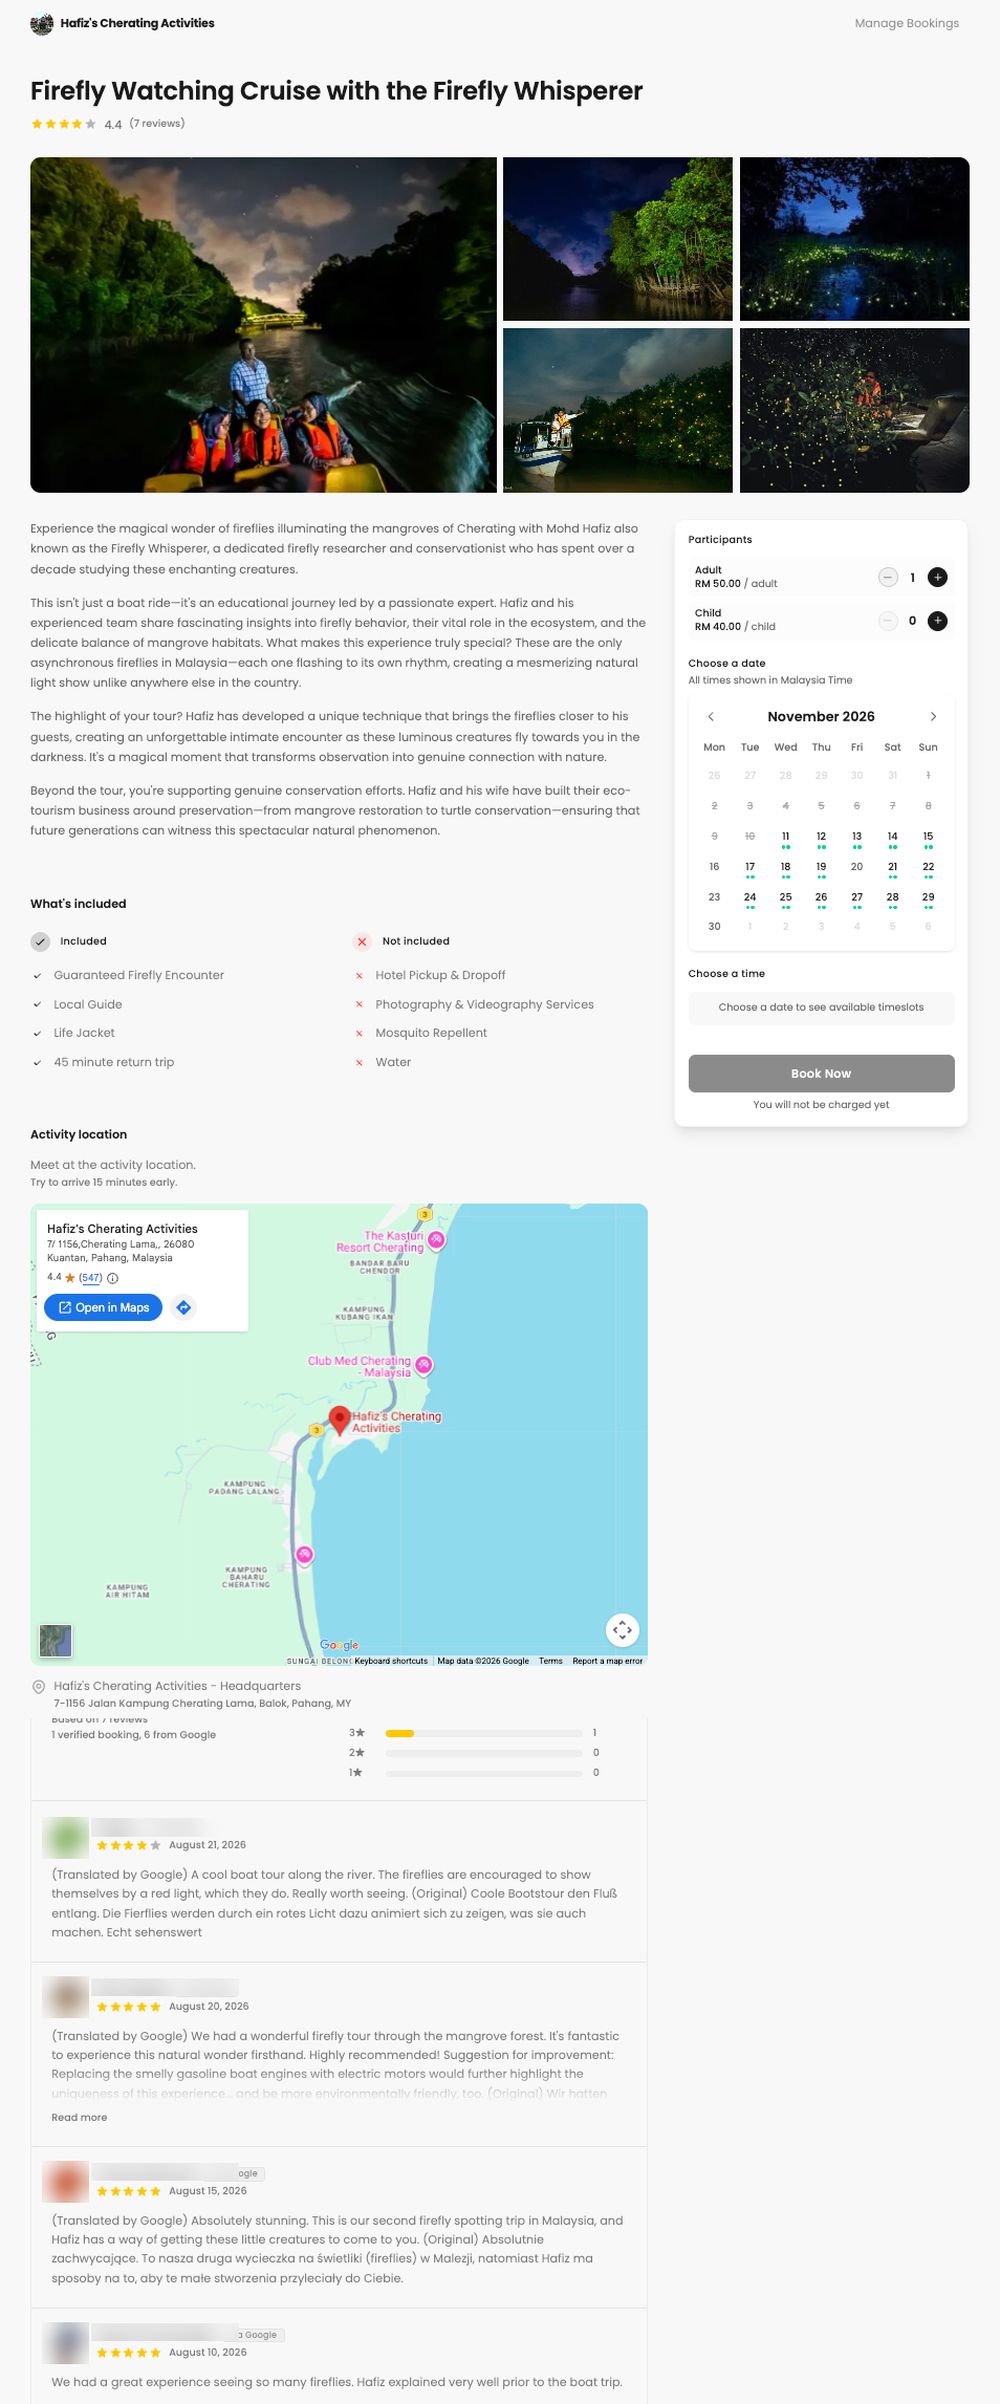 Hafiz's Cherating Activities
Manage Bookings
Firefly Watching Cruise with the Firefly Whisperer
4.4 (7 reviews)
Experience the magical wonder of fireflies illuminating the mangroves of Cherating with Mohd Hafiz also
known as the Firefly Whisperer, a dedicated firefly researcher and conservationist who has spent over a
decade studying these enchanting creatures.
This isn't just a boat ride—it's an educational journey led by a passionate expert. Hafiz and his
experienced team share fascinating insights into firefly behavior, their vital role in the ecosystem, and the
delicate balance of mangrove habitats. What makes this experience truly special? These are the only
asynchronous fireflies in Malaysia—each one flashing to its own rhythm, creating a mesmerizing natural
light show unlike anywhere else in the country.
The highlight of your tour? Hafiz has developed a unique technique that brings the fireflies closer to his
guests, creating an unforgettable intimate encounter as these luminous creatures fly towards you in the
darkness. It's a magical moment that transforms observation into genuine connection with nature.
Beyond the tour, you're supporting genuine conservation efforts. Hafiz and his wife have built their eco-
tourism business around preservation—from mangrove restoration to turtle conservation—ensuring that
future generations can witness this spectacular natural phenomenon.
What's included
Included
Guaranteed Firefly Encounter
Local Guide
Life Jacket
45 minute return trip
Not included
Hotel Pickup & Dropoff
Photography & Videography Services
Mosquito Repellent
Water
Participants
Adult
RM 50.00 / adult
1
Child
RM 40.00 / child
0
Choose a date
All times shown in Malaysia Time
November 2026
Mon Tue Wed Thu Fri Sat Sun
26 27 28 29 30 31 1
2 3 4 5 6 7 8
9 10 11 12 13 14 15
16 17 18 19 20 21 22
23 24 25 26 27 28 29
30 1 2 3 4 5 6
Choose a time
Choose a date to see available timeslots
Book Now
You will not be charged yet
Activity location
Meet at the activity location.
Try to arrive 15 minutes early.
Hafiz's Cherating Activities
7/ 1156,Cherating Lama,, 26080
Kuantan, Pahang, Malaysia
4.4 (547)
Open in Maps
3
The Kasturi
Resort Cherating
BANDAR BARU
CHENDOR
KAMPUNG
KUBANG IKAN
Club Med Cherating
- Malaysia
Hafiz's Cherating
Activities
3
KAMPUNG
PADANG LALANG
KAMPUNG
BAHARU
CHERATING
KAMPUNG
AIR HITAM
Google
SUNGAI BELONG
Keyboard shortcuts
Map data ©2026 Google
Terms
Report a map error
Hafiz's Cherating Activities - Headquarters
7-1156 Jalan Kampung Cherating Lama, Balok, Pahang, MY
Based on 7 reviews
1 verified booking, 6 from Google
3★ 1
2★ 0
1★ 0
August 21, 2026
(Translated by Google) A cool boat tour along the river. The fireflies are encouraged to show
themselves by a red light, which they do. Really worth seeing. (Original) Coole Bootstour den Fluß
entlang. Die Fierflies werden durch ein rotes Licht dazu animiert sich zu zeigen, was sie auch
machen. Echt sehenswert
August 20, 2026
(Translated by Google) We had a wonderful firefly tour through the mangrove forest. It's fantastic
to experience this natural wonder firsthand. Highly recommended! Suggestion for improvement:
Replacing the smelly gasoline boat engines with electric motors would further highlight the
uniqueness of this experience... and be more environmentally friendly, too. (Original) Wir hatten
Read more
ogle
August 15, 2026
(Translated by Google) Absolutely stunning. This is our second firefly spotting trip in Malaysia, and
Hafiz has a way of getting these little creatures to come to you. (Original) Absolutnie
zachwycające. To nasza druga wycieczka na świetliki (fireflies) w Malezji, natomiast Hafiz ma
sposoby na to, aby te małe stworzenia przyleciały do Ciebie.
a Google
August 10, 2026
We had a great experience seeing so many fireflies. Hafiz explained very well prior to the boat trip.